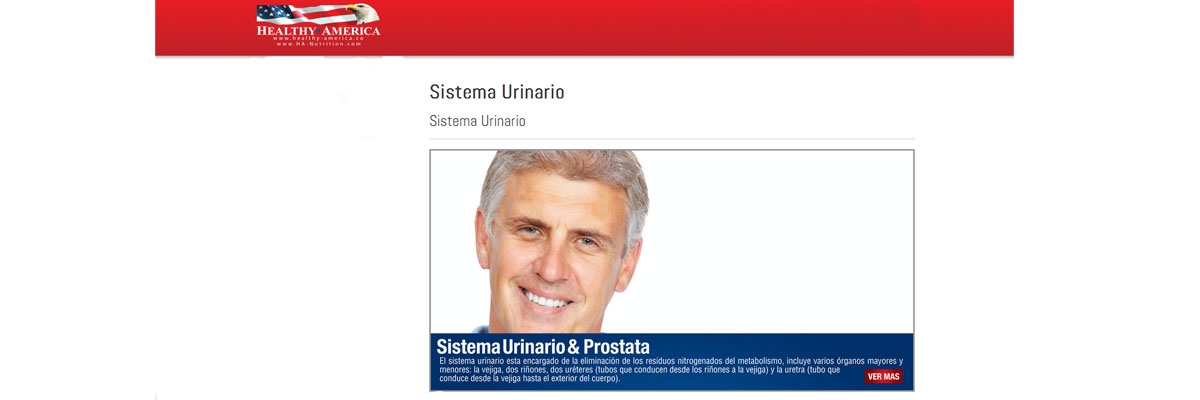 HEALTHY AMERICA
www.healthy-america.co
www.HA-Nutrition.com
Sistema Urinario
Sistema Urinario
Sistema Urinario & Prostata
El sistema urinario esta encargado de la eliminación de los residuos nitrogenados del metabolismo, incluye varios órganos mayores y
menores: la vejiga, dos riñones, dos uréteres (tubos que conducen desde los riñones a la vejiga) y la uretra (tubo que
conduce desde la vejiga hasta el exterior del cuerpo).
VER MAS